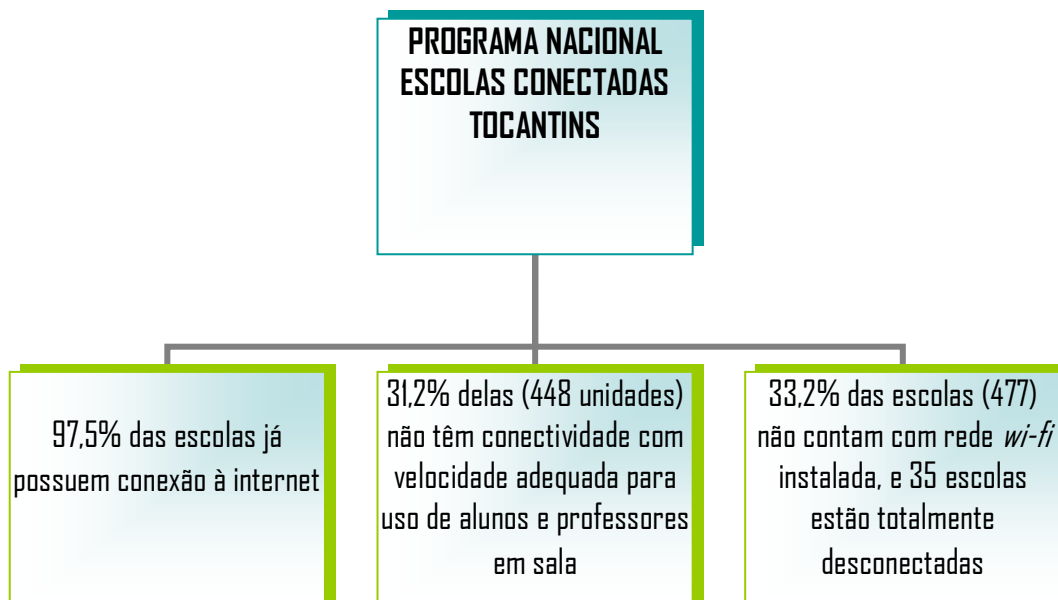 PROGRAMA NACIONAL
ESCOLAS CONECTADAS
TOCANTINS
97,5% das escolas já
possuem conexão à internet
31,2% delas (448 unidades)
não têm conectividade com
velocidade adequada para
uso de alunos e professores
em sala
33,2% das escolas (477)
não contam com rede wi-fi
instalada, e 35 escolas
estão totalmente
desconectadas